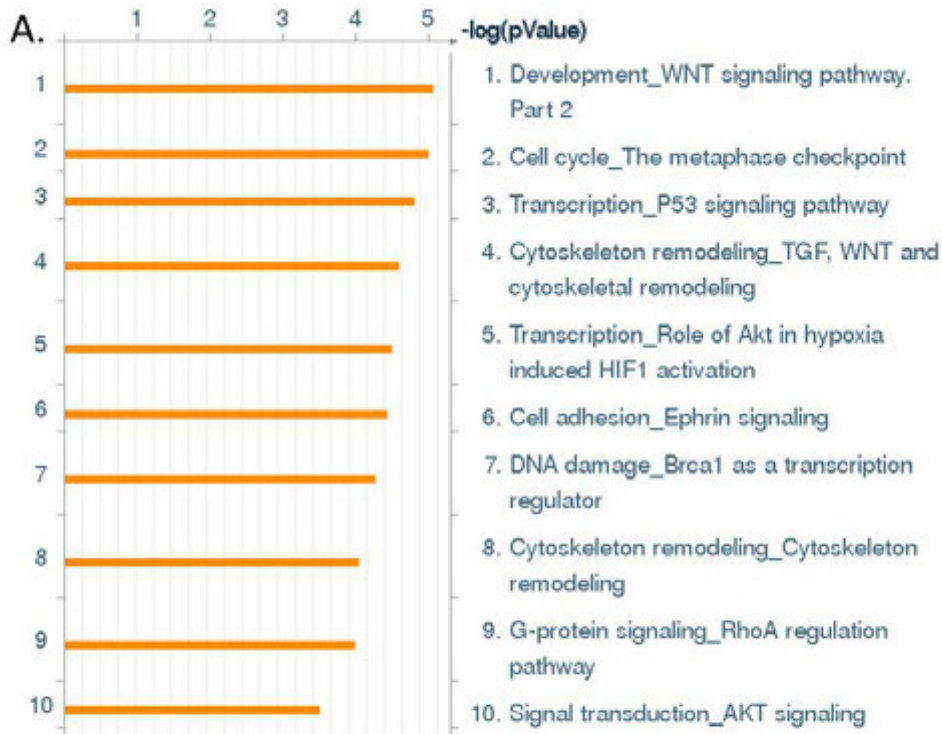 A.
1 2 3 4 5 -log(pValue)
1
2
3
4
5
6
7
8
9
10
1. Development_WNT signaling pathway.
Part 2
2. Cell cycle_The metaphase checkpoint
3. Transcription_P53 signaling pathway
4. Cytoskeleton remodeling_TGF, WNT and
cytoskeletal remodeling
5. Transcription_Role of Akt in hypoxia
induced HIF1 activation
6. Cell adhesion_Ephrin signaling
7. DNA damage_Brca1 as a transcription
regulator
8. Cytoskeleton remodeling_Cytoskeleton
remodeling
9. G-protein signaling_RhoA regulation
pathway
10. Signal transduction_AKT signaling